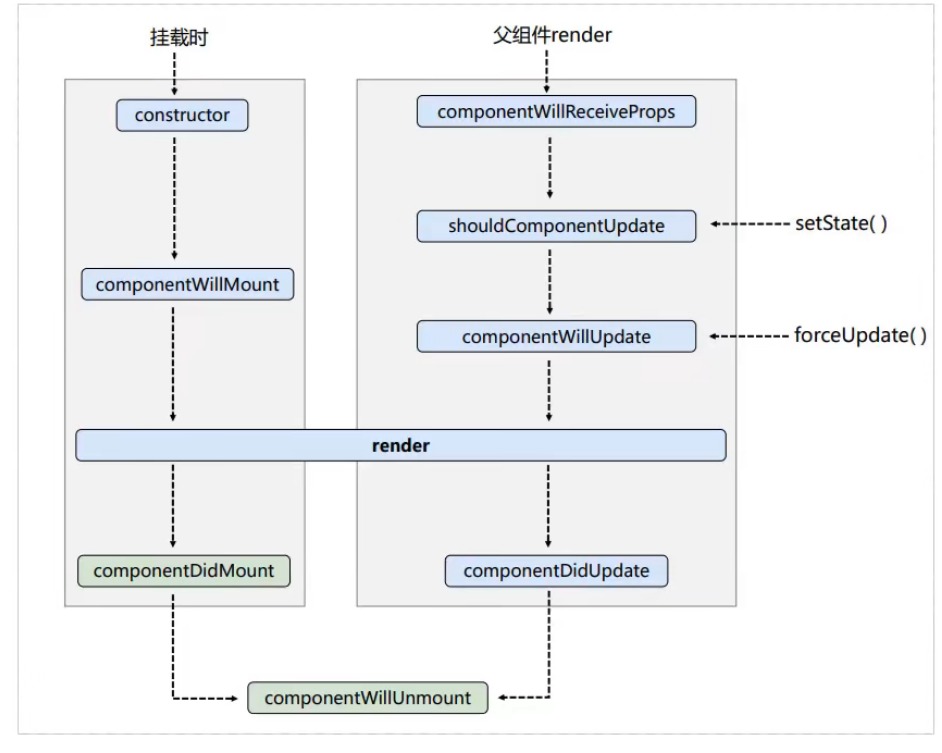 挂载时
父组件render
constructor
componentWillReceiveProps
shouldComponentUpdate
setState( )
componentWillMount
componentWillUpdate
forceUpdate( )
render
componentDidMount
componentDidUpdate
componentWillUnmount